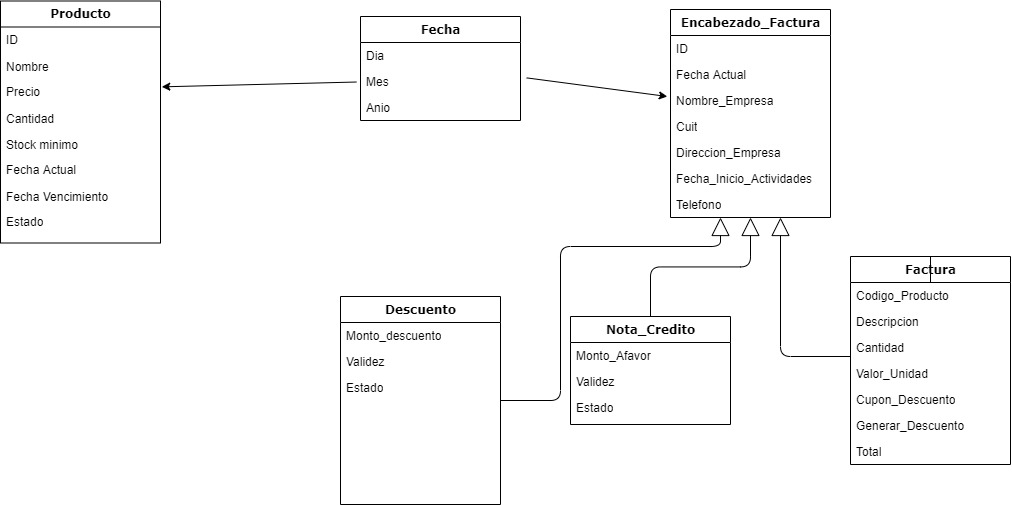 Producto
ID
Nombre
Precio
Cantidad
Stock minimo
Fecha Actual
Fecha Vencimiento
Estado
Fecha
Dia
Mes
Anio
Encabezado_Factura
ID
Fecha Actual
Nombre_Empresa
Cuit
Direccion_Empresa
Fecha_Inicio_Actividades
Telefono
Descuento
Monto_descuento
Validez
Estado
Nota_Credito
Monto_Afavor
Validez
Estado
Factura
Codigo_Producto
Descripcion
Cantidad
Valor_Unidad
Cupon_Descuento
Generar_Descuento
Total